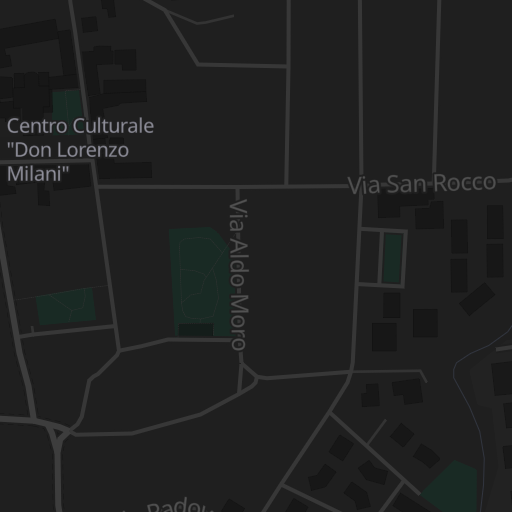 Centro Culturale
"Don Lorenzo
Milani"
Via San Rocco
Via Aldo Moro